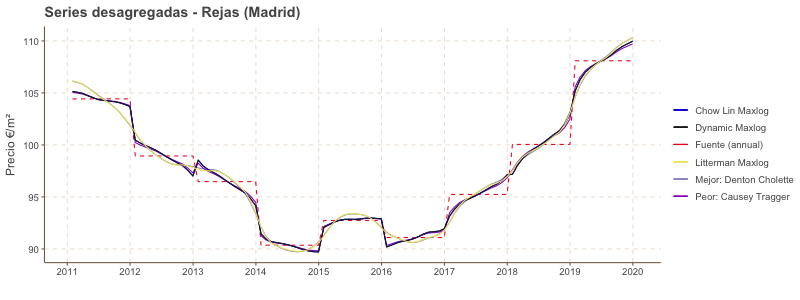 Series desagregadas - Rejas (Madrid)
Precio €/m²
110
105
100
95
90
2011 2012 2013 2014 2015 2016 2017 2018 2019 2020
Chow Lin Maxlog
Dynamic Maxlog
Fuente (annual)
Litterman Maxlog
Mejor: Denton Cholette
Peor: Causey Tragger